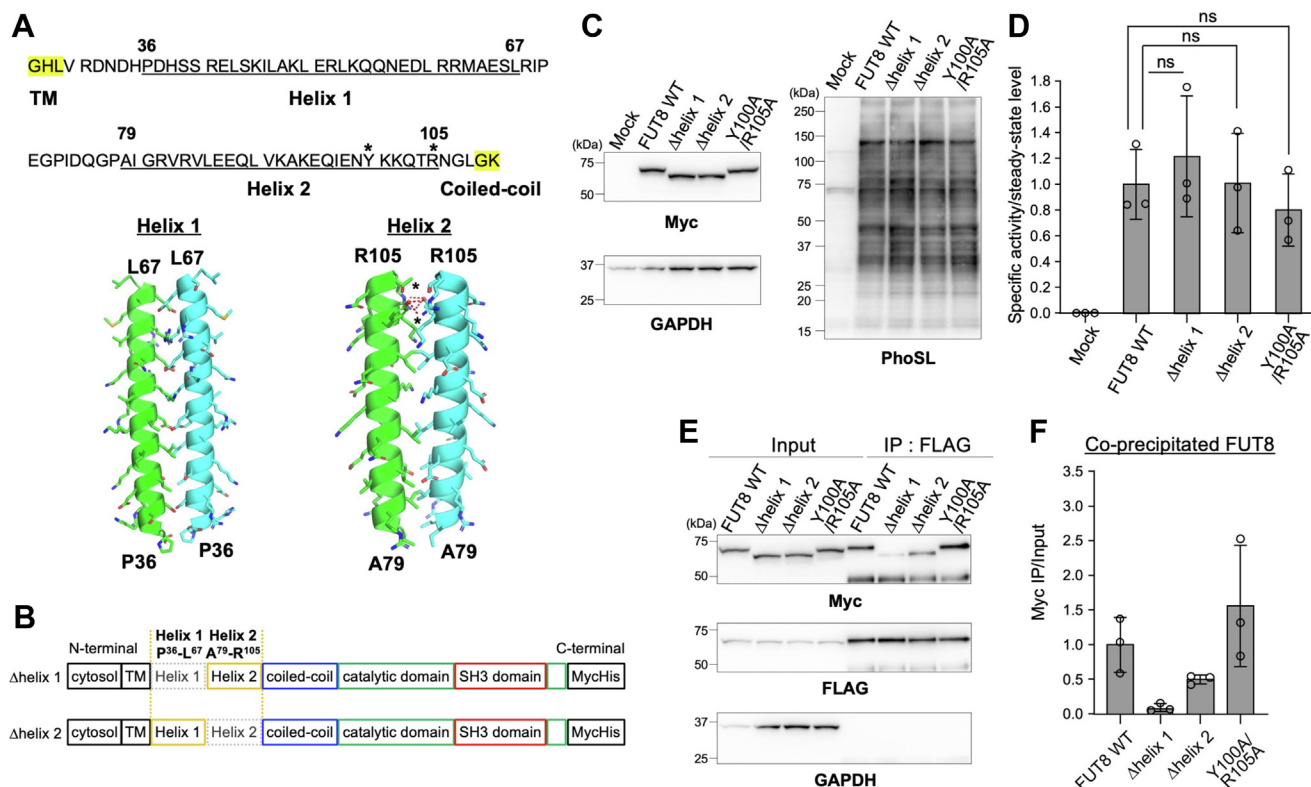 A
36
67
GHLV RDNDHPDHSS RELSKILAKL ERLKQQNEDL RRMAESLRIP
TM
Helix 1
79
105
* *
EGPIDQGPAI GRVRVLEEQL VKAKEQIENY KKQTRNGLGK
Helix 2
Coiled-coil
Helix 1
Helix 2
L67 L67
R105 R105
*
*
P36 P36
A79 A79
B
N-terminal
Helix 1 Helix 2
P36-L67 A79-R105
C-terminal
Δhelix 1 cytosol TM Helix 1 Helix 2 coiled-coil catalytic domain SH3 domain MycHis
Δhelix 2 cytosol TM Helix 1 Helix 2 coiled-coil catalytic domain SH3 domain MycHis
C
Mock
FUT8 WT
Δhelix 1
Δhelix 2
Y100A
/R105A
(kDa)
75
50
Myc
37
25
GAPDH
Mock
FUT8 WT
Δhelix 1
Δhelix 2
Y100A
/R105A
(kDa)
250
150
100
75
50
37
25
20
15
PhoSL
D
ns
ns
ns
Specific activity/steady-state level
1.8
1.6
1.4
1.2
1.0
0.8
0.6
0.4
0.2
0.0
Mock
FUT8 WT
Δhelix 1
Δhelix 2
Y100A
/R105A
E
Input
IP : FLAG
FUT8 WT
Δhelix 1
Δhelix 2
Y100A
/R105A
FUT8 WT
Δhelix 1
Δhelix 2
Y100A
/R105A
(kDa)
75
50
Myc
75
50
FLAG
37
25
GAPDH
F
Co-precipitated FUT8
Myc IP/Input
3.5
3.0
2.5
2.0
1.5
1.0
0.5
0.0
FUT8 WT
Δhelix 1
Δhelix 2
Y100A/
R105A